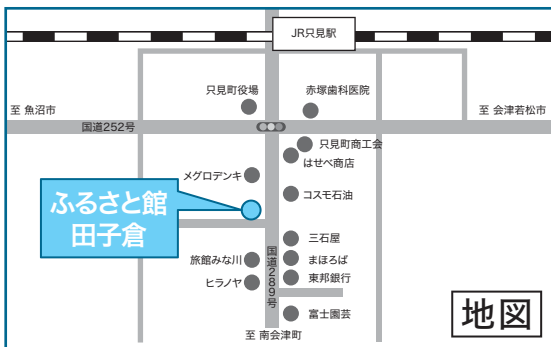 JR只見駅
只見町役場
赤塚歯科医院
至 魚沼市
至 会津若松市
国道252号
只見町商工会
はせべ商店
メグロデンキ
コスモ石油
ふるさと館
田子倉
三石屋
国道289号
旅館みな川
まほろば
ヒラノヤ
東邦銀行
富士園芸
地図
至 南会津町